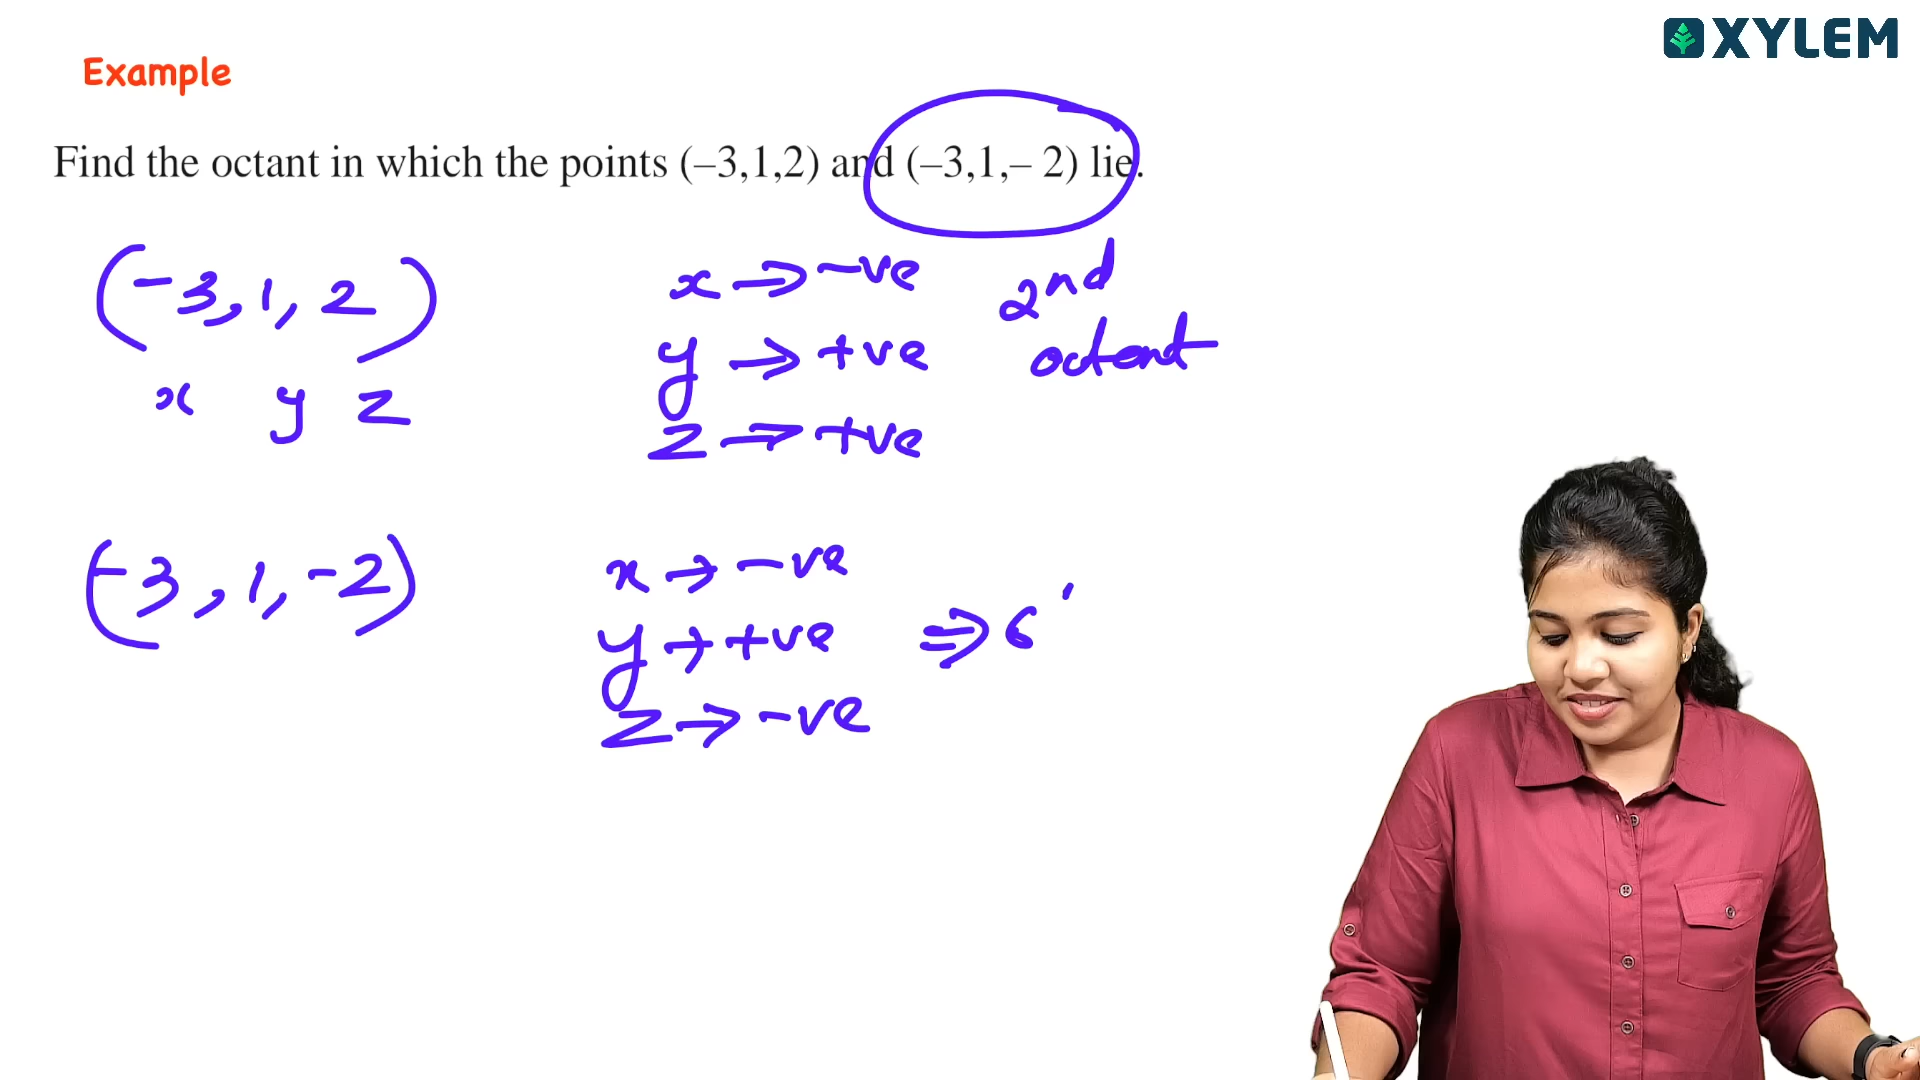 XYLEM
Example
Find the octant in which the points (–3,1,2) and (–3,1,– 2) lie.
(-3, 1, 2)
x y z
x → -ve
y → +ve
z → +ve
2nd
octent
(-3, 1, -2)
x → -ve
y → +ve
z → -ve
⇒ 6'